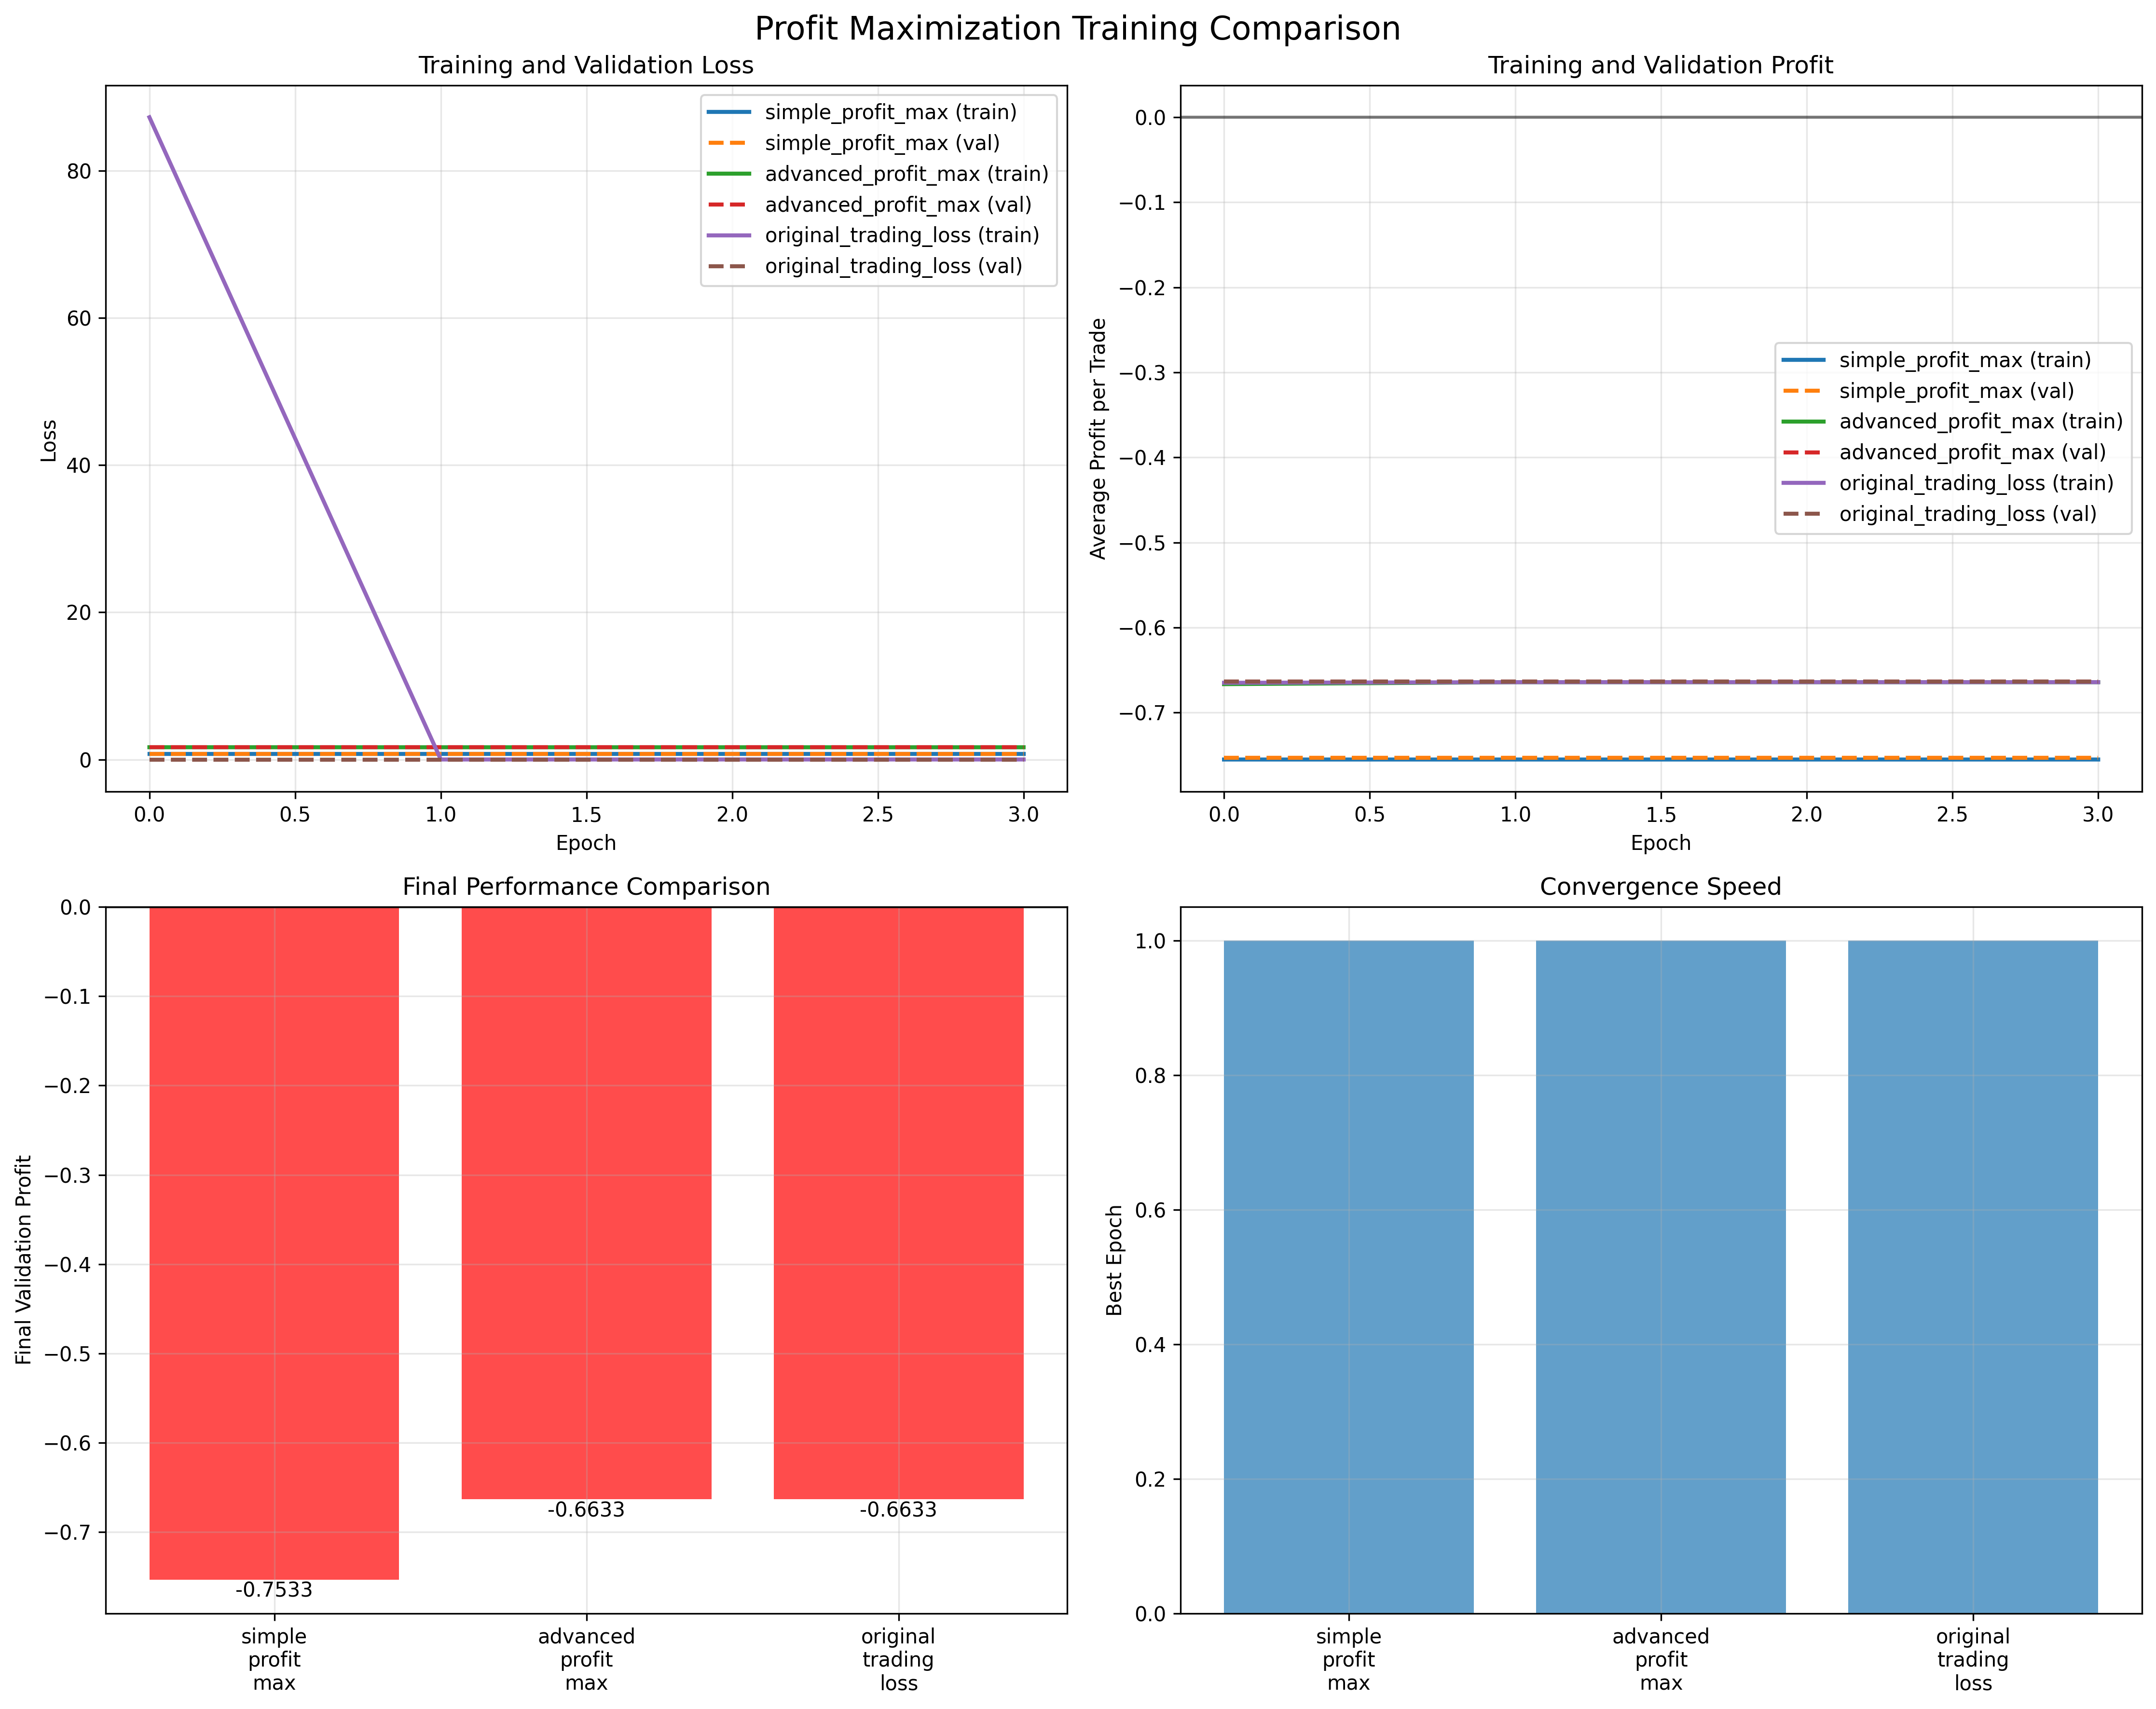 Profit Maximization Training Comparison
Training and Validation Loss
Loss
80
60
40
20
0
0.0 0.5 1.0 1.5 2.0 2.5 3.0
Epoch
simple_profit_max (train)
simple_profit_max (val)
advanced_profit_max (train)
advanced_profit_max (val)
original_trading_loss (train)
original_trading_loss (val)
Training and Validation Profit
Average Profit per Trade
0.0
−0.1
−0.2
−0.3
−0.4
−0.5
−0.6
−0.7
0.0 0.5 1.0 1.5 2.0 2.5 3.0
Epoch
simple_profit_max (train)
simple_profit_max (val)
advanced_profit_max (train)
advanced_profit_max (val)
original_trading_loss (train)
original_trading_loss (val)
Final Performance Comparison
Final Validation Profit
0.0
−0.1
−0.2
−0.3
−0.4
−0.5
−0.6
−0.7
-0.7533
-0.6633
-0.6633
simple
profit
max
advanced
profit
max
original
trading
loss
Convergence Speed
Best Epoch
1.0
0.8
0.6
0.4
0.2
0.0
simple
profit
max
advanced
profit
max
original
trading
loss